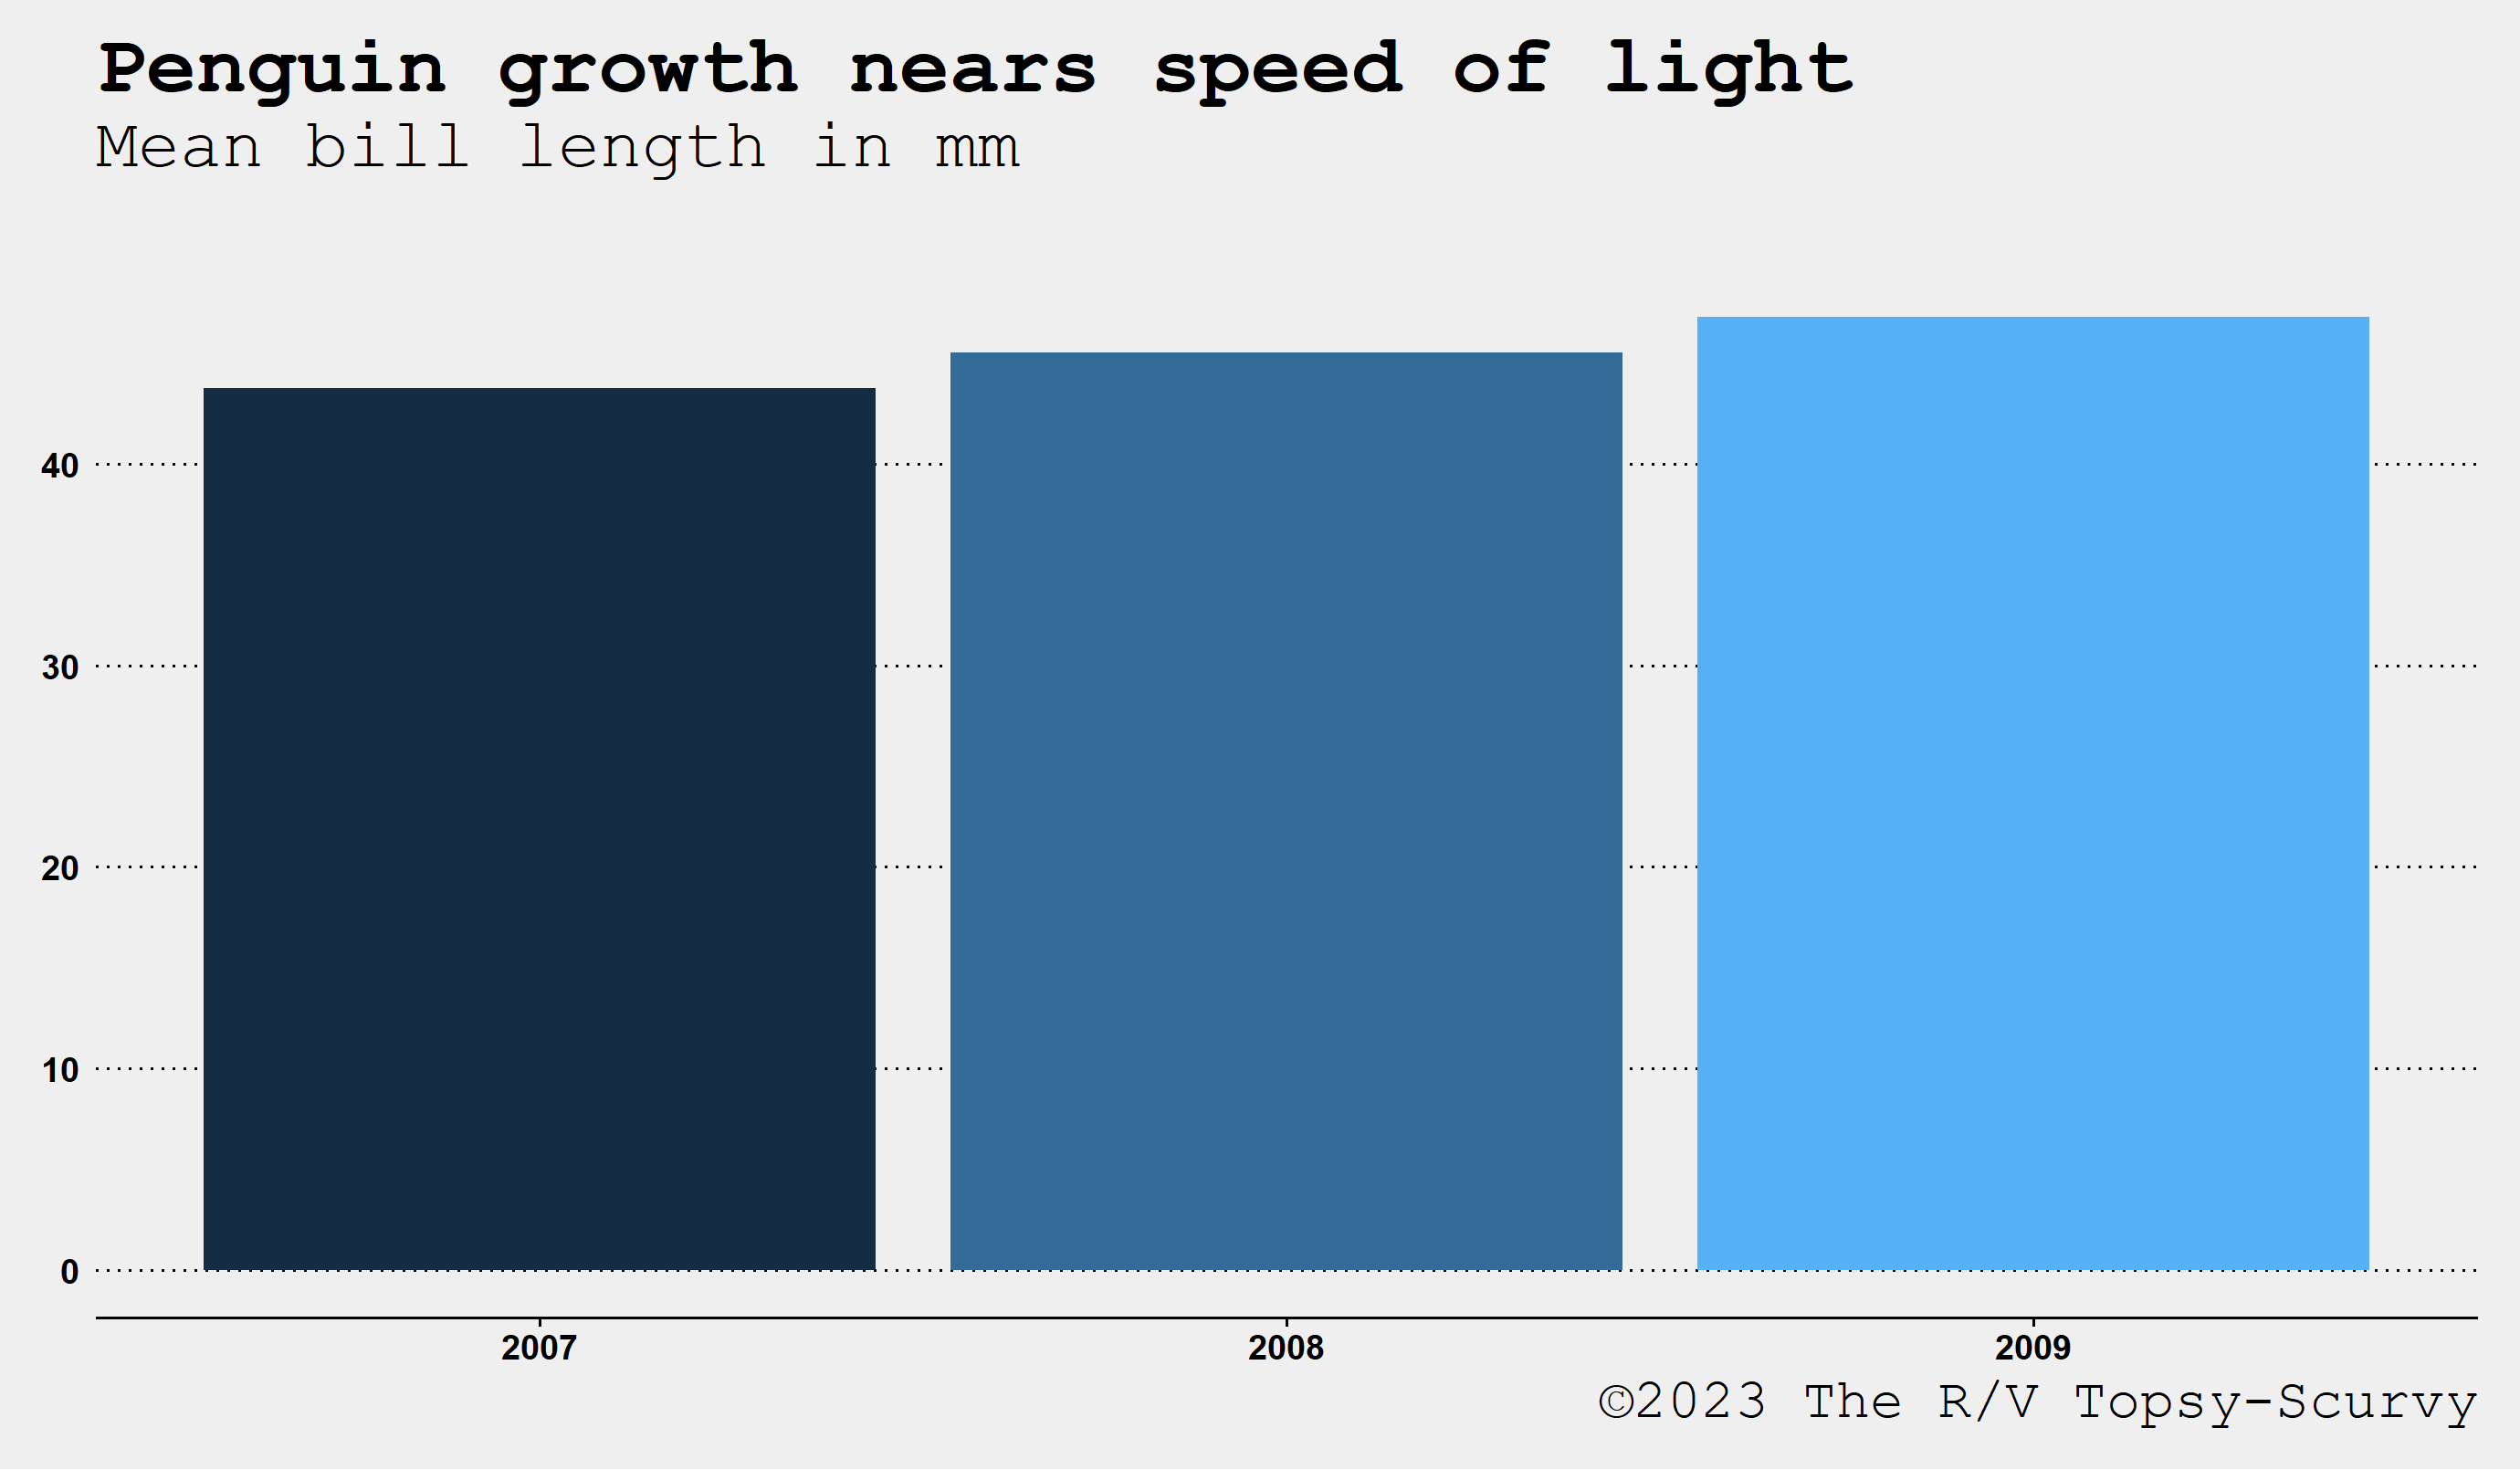 Penguin growth nears speed of light
Mean bill length in mm
40
30
20
10
0
2007 2008 2009
©2023 The R/V Topsy-Scurvy